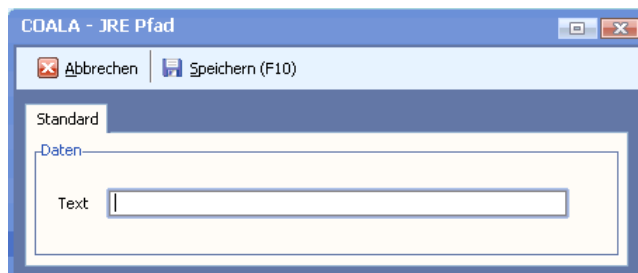 COALA - JRE Pfad
Abbrechen Speichern (F10)
Standard
Daten
Text